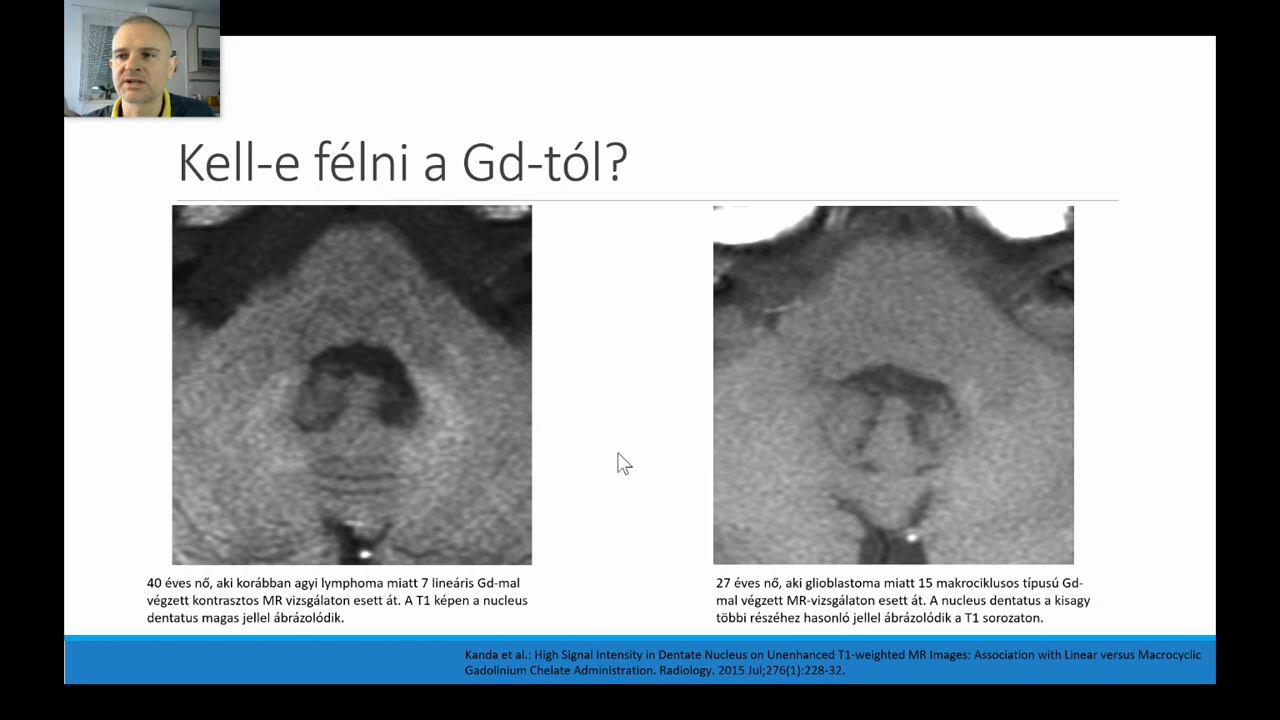 Kell-e félni a Gd-tól?
40 éves nő, aki korábban agyi lymphoma miatt 7 lineáris Gd-mal
végzett kontrasztos MR vizsgálaton esett át. A T1 képen a nucleus
dentatus magas jellel ábrázolódik.
27 éves nő, aki glioblastoma miatt 15 makrociklusos típusú Gd-
mal végzett MR-vizsgálaton esett át. A nucleus dentatus a kisagy
többi részéhez hasonló jellel ábrázolódik a T1 sorozaton.
Kanda et al.: High Signal Intensity in Dentate Nucleus on Unenhanced T1-weighted MR Images: Association with Linear versus Macrocyclic
Gadolinium Chelate Administration. Radiology. 2015 Jul;276(1):228-32.